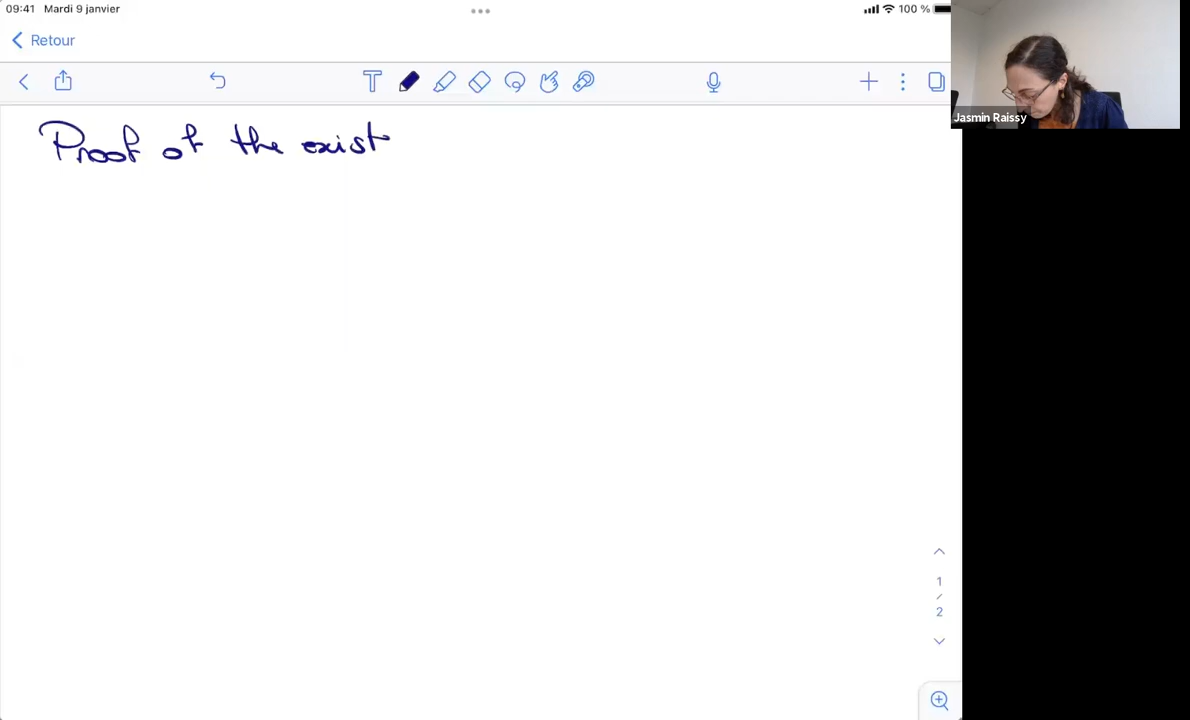 09:41 Mardi 9 janvier
100 %
Retour
T
Jasmin Raissy
Proof of the exist
1
/
2